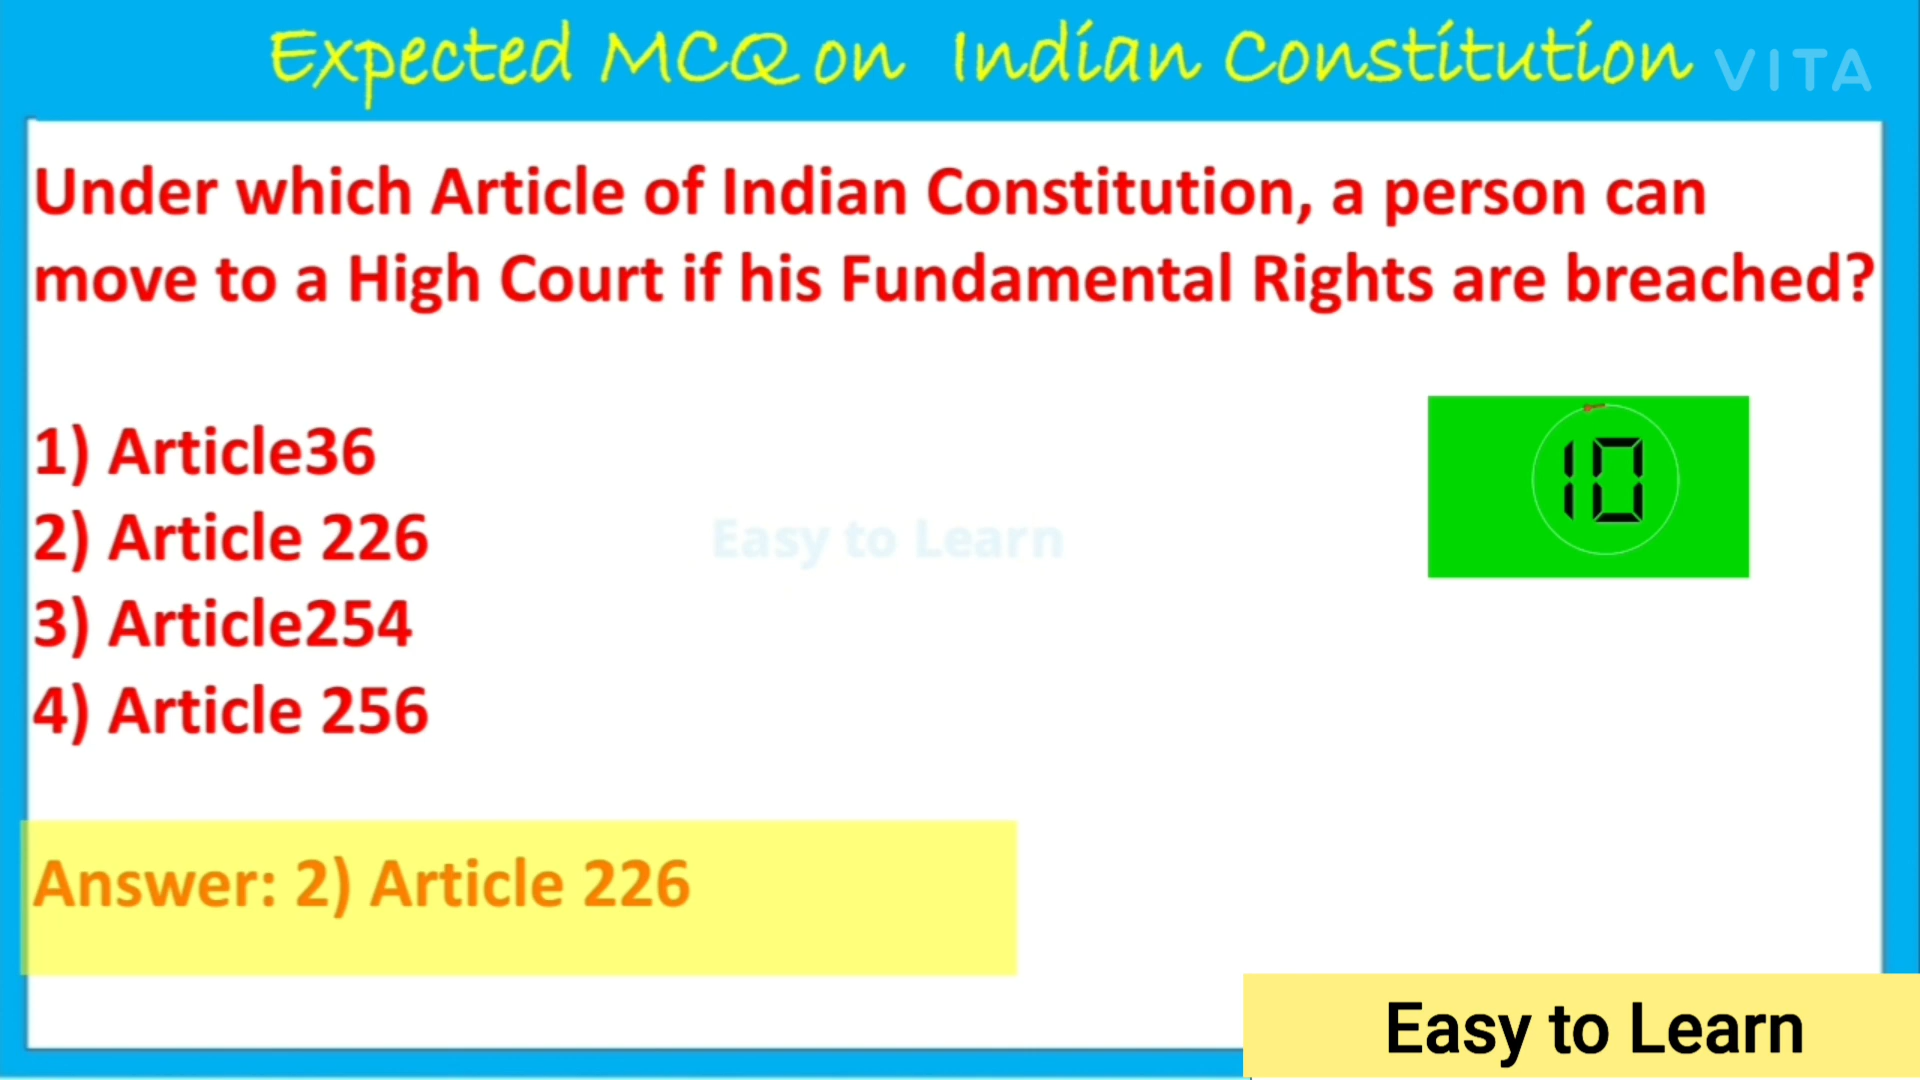 Expected MCQ on Indian Constitution
VITA
Under which Article of Indian Constitution, a person can
move to a High Court if his Fundamental Rights are breached?
1) Article36
2) Article 226
3) Article254
4) Article 256
10
Easy to Learn
Answer: 2) Article 226
Easy to Learn